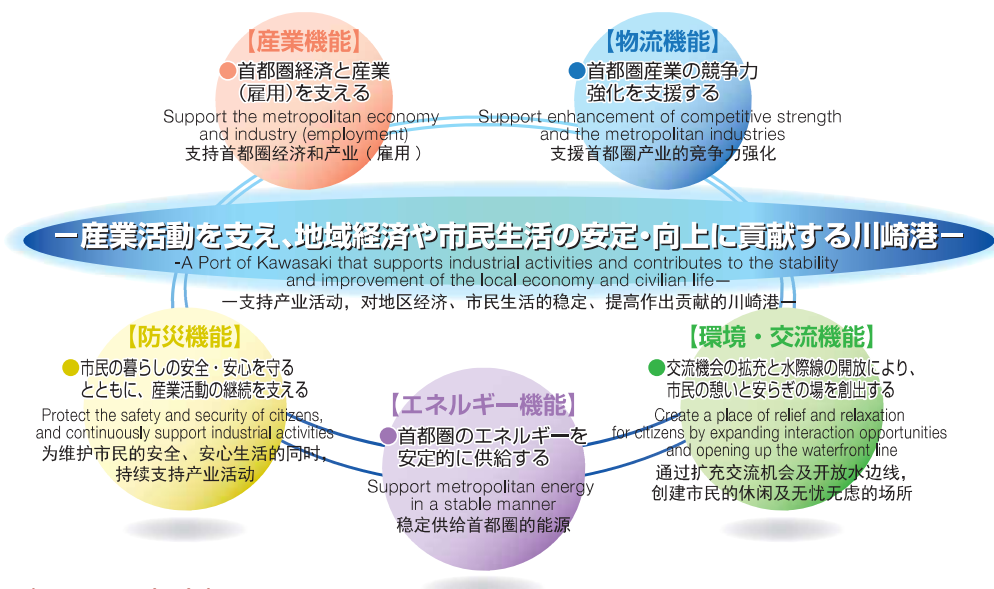 【産業機能】
●首都圏経済と産業
(雇用)を支える
Support the metropolitan economy
and industry (employment)
支持首都圈经济和产业（雇用）
【物流機能】
●首都圏産業の競争力
強化を支援する
Support enhancement of competitive strength
and the metropolitan industries
支援首都圈产业的竞争力强化
ー産業活動を支え、地域経済や市民生活の安定・向上に貢献する川崎港ー
-A Port of Kawasaki that supports industrial activities and contributes to the stability
and improvement of the local economy and civilian life—
—支持产业活动，对地区经济、市民生活的稳定、提高作出贡献的川崎港—
【防災機能】
●市民の暮らしの安全・安心を守る
とともに、産業活動の継続を支える
Protect the safety and security of citizens,
and continuously support industrial activities
为维护市民的安全、安心生活的同时，
持续支持产业活动
【エネルギー機能】
●首都圏のエネルギーを
安定的に供給する
Support metropolitan energy
in a stable manner
稳定供给首都圈的能源
【環境・交流機能】
●交流機会の拡充と水際線の開放により、
市民の憩いと安らぎの場を創出する
Create a place of relief and relaxation
for citizens by expanding interaction opportunities
and opening up the waterfront line
通过扩充交流机会及开放水边线，
创建市民的休闲及无忧无虑的场所